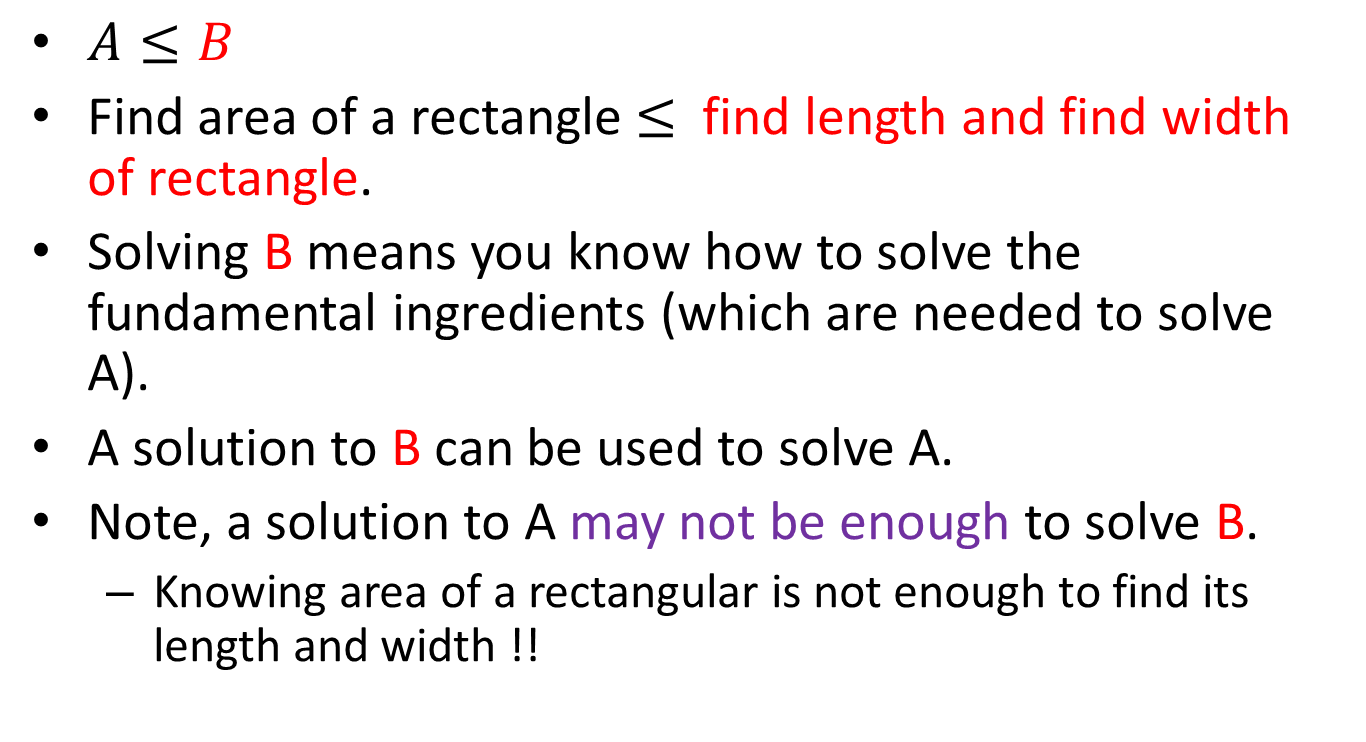 • A ≤ B
• Find area of a rectangle ≤ find length and find width
of rectangle.
• Solving B means you know how to solve the
fundamental ingredients (which are needed to solve
A).
• A solution to B can be used to solve A.
• Note, a solution to A may not be enough to solve B.
– Knowing area of a rectangular is not enough to find its
length and width !!